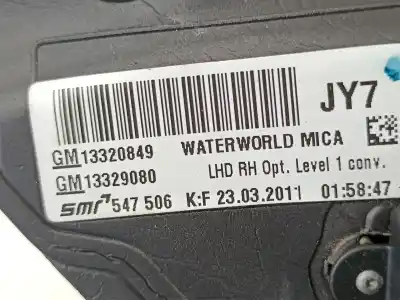 JY7
GM13320849 WATERWORLD MICA
GM13329080 LHD RH Opt. Level 1 conv.
smr 547 506 K:F 23.03.2011 01:58:47